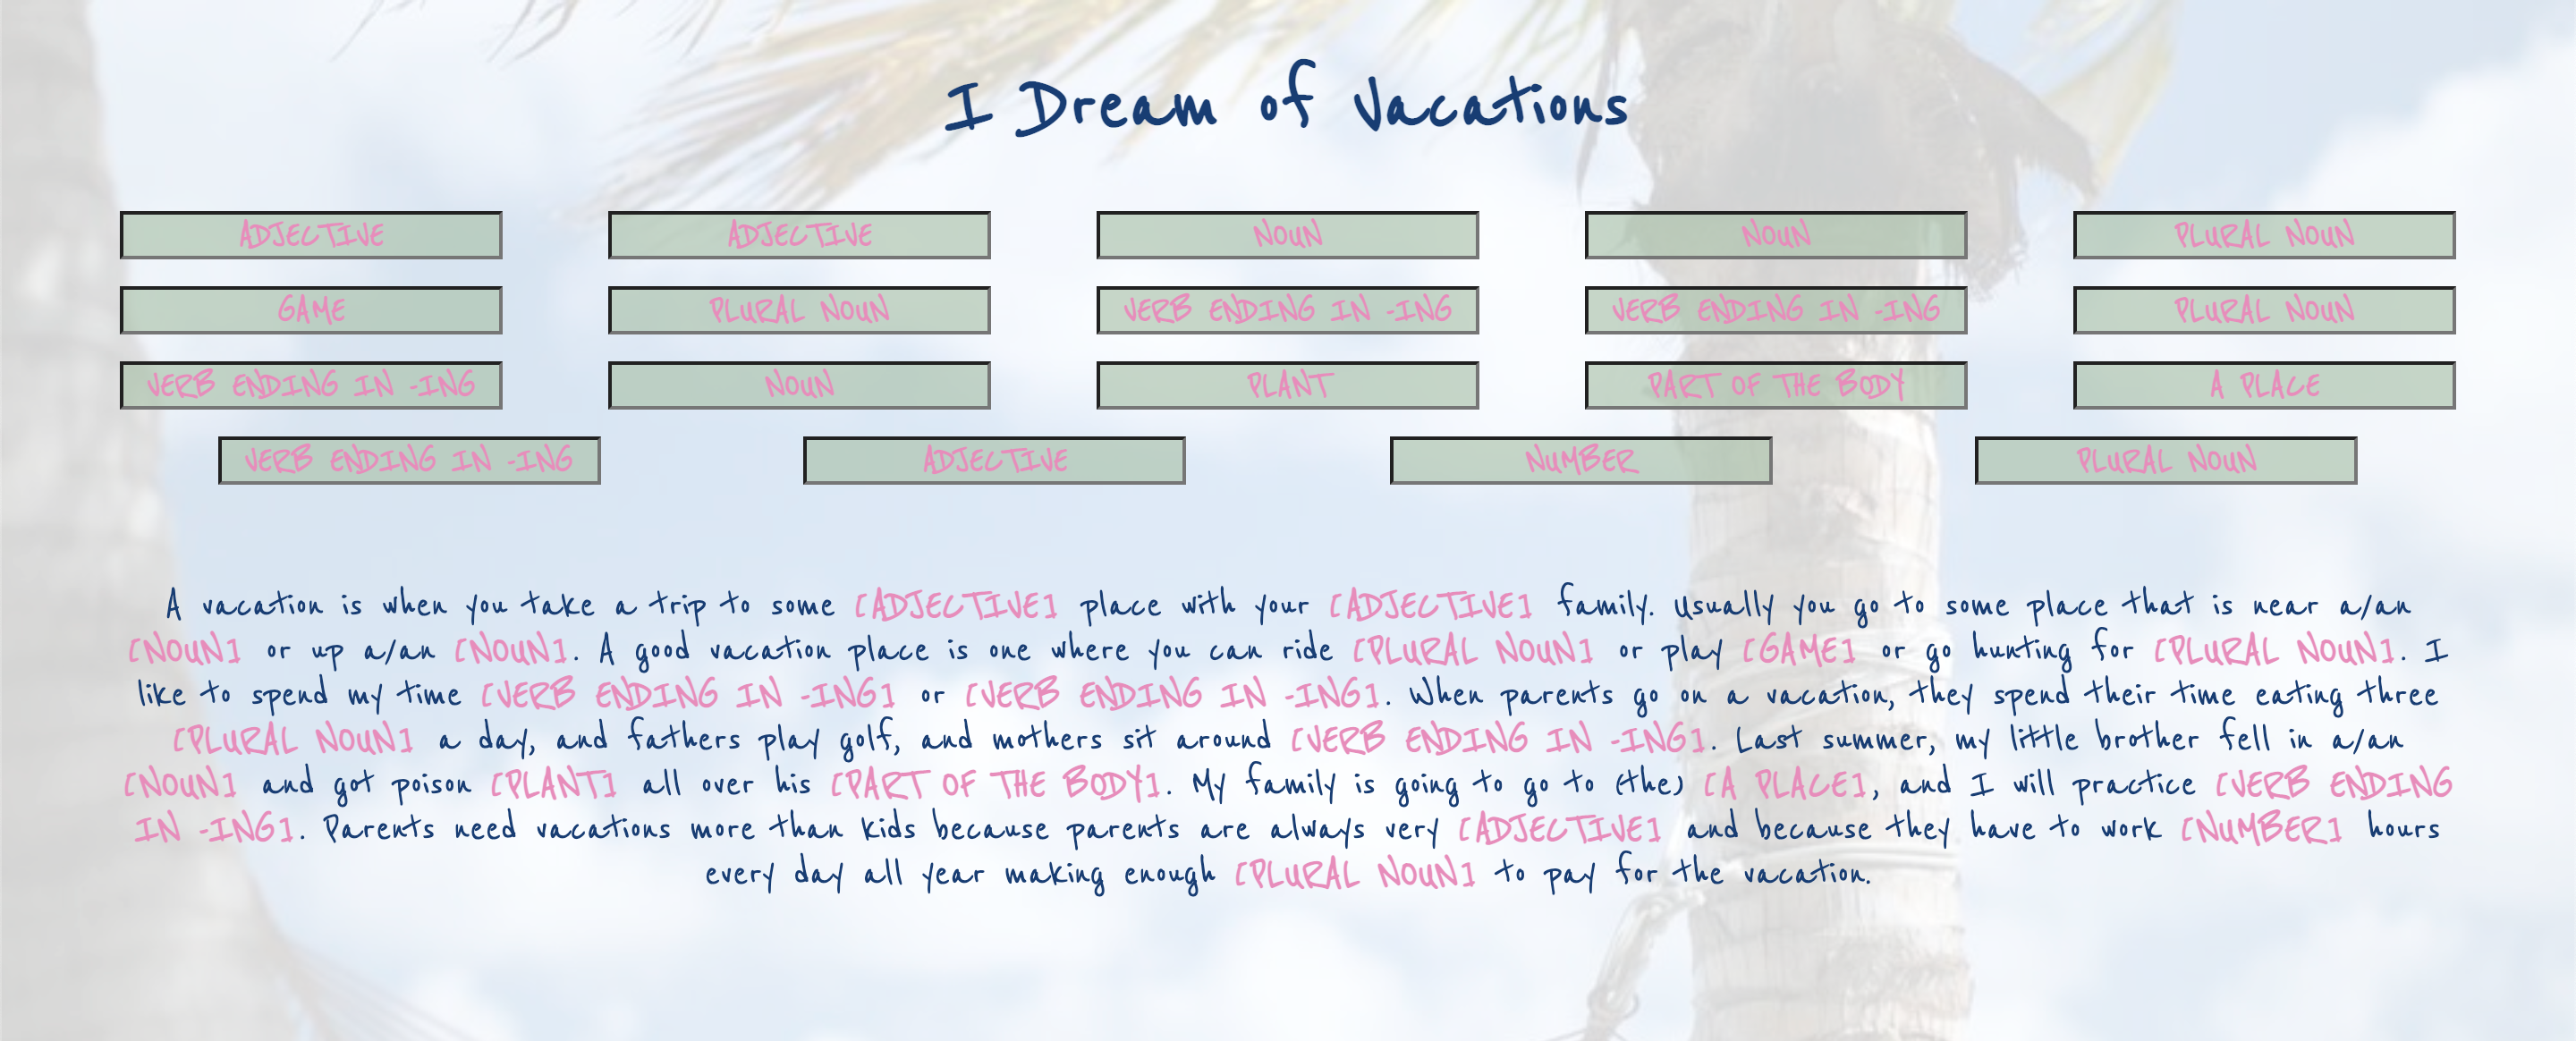 I Dream of Vacations
ADJECTIVE ADJECTIVE NOUN NOUN PLURAL NOUN
GAME PLURAL NOUN VERB ENDING IN -ING VERB ENDING IN -ING PLURAL NOUN
VERB ENDING IN -ING NOUN PLANT PART OF THE BODY A PLACE
VERB ENDING IN -ING ADJECTIVE NUMBER PLURAL NOUN
A vacation is when you take a trip to some [ADJECTIVE] place with your [ADJECTIVE] family. Usually you go to some place that is near a/an
[NOUN] or up a/an [NOUN]. A good vacation place is one where you can ride [PLURAL NOUN] or play [GAME] or go hunting for [PLURAL NOUN]. I
like to spend my time [VERB ENDING IN -ING] or [VERB ENDING IN -ING]. When parents go on a vacation, they spend their time eating three
[PLURAL NOUN] a day, and fathers play golf, and mothers sit around [VERB ENDING IN -ING]. Last summer, my little brother fell in a/an
[NOUN] and got poison [PLANT] all over his [PART OF THE BODY]. My family is going to go to (the) [A PLACE], and I will practice [VERB ENDING
IN -ING]. Parents need vacations more than kids because parents are always very [ADJECTIVE] and because they have to work [NUMBER] hours
every day all year making enough [PLURAL NOUN] to pay for the vacation.